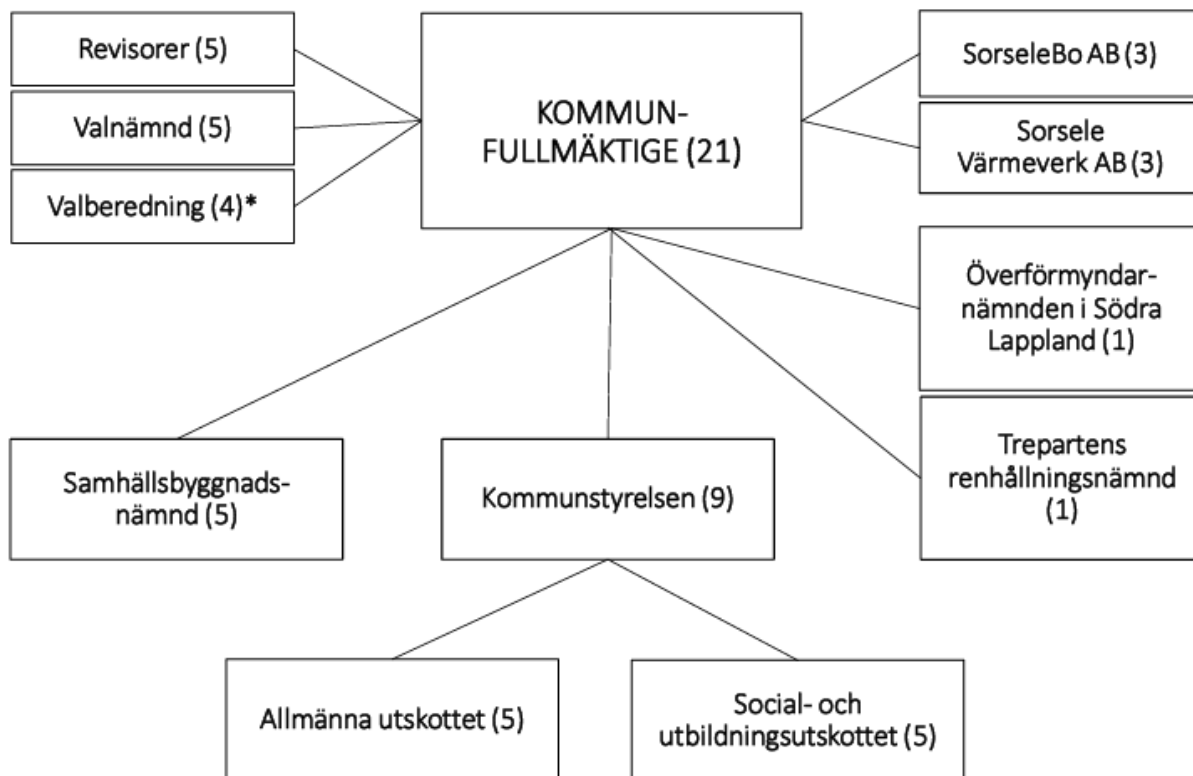 Revisorer (5)
Valnämnd (5)
Valberedning (4)*
KOMMUN-
FULLMÄKTIGE (21)
SorseleBo AB (3)
Sorsele
Värmeverk AB (3)
Överförmyndar-
nämnden i Södra
Lappland (1)
Trepartens
renhållningsnämnd
(1)
Samhällsbyggnads-
nämnd (5)
Kommunstyrelsen (9)
Allmänna utskottet (5)
Social- och
utbildningsutskottet (5)